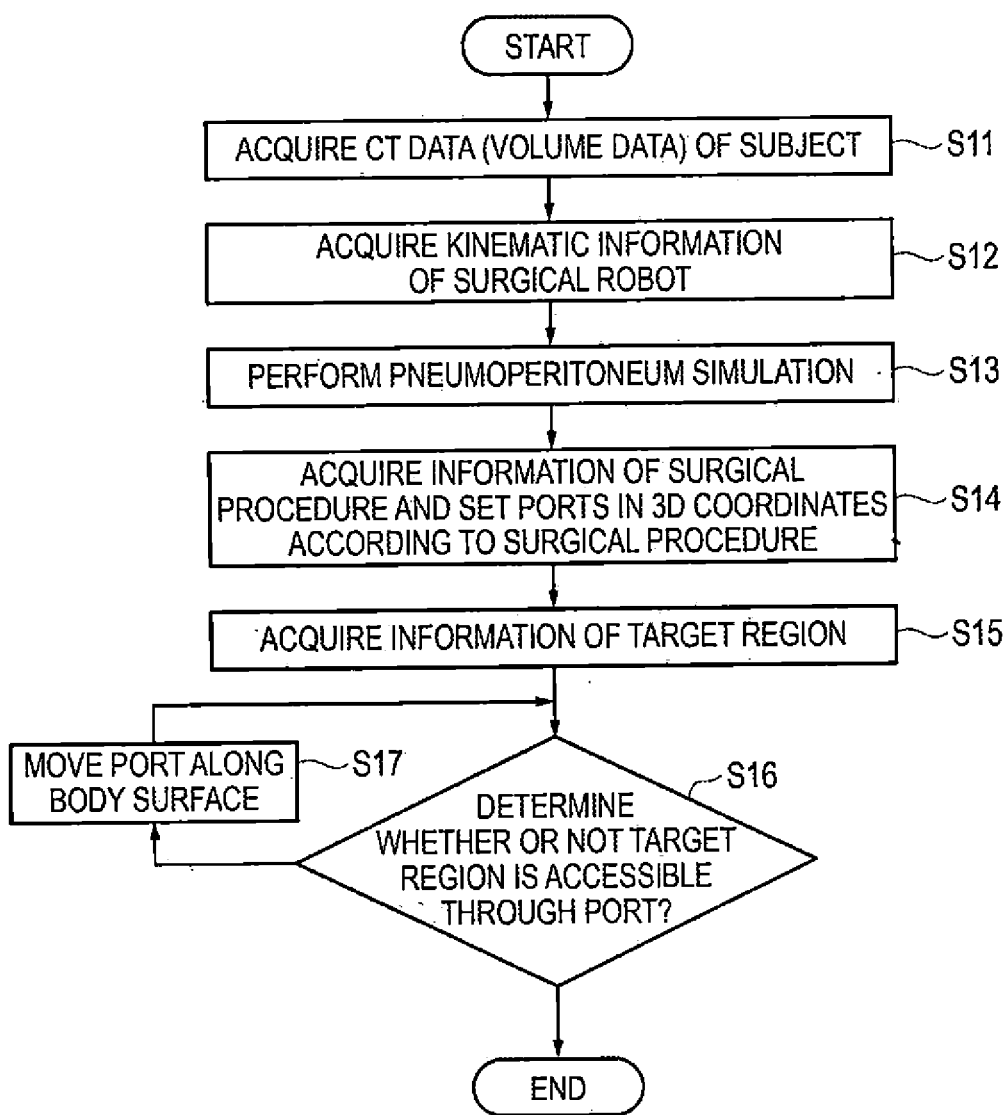 START
ACQUIRE CT DATA (VOLUME DATA) OF SUBJECT
S11
ACQUIRE KINEMATIC INFORMATION
OF SURGICAL ROBOT
S12
PERFORM PNEUMOPERITONEUM SIMULATION
S13
ACQUIRE INFORMATION OF SURGICAL
PROCEDURE AND SET PORTS IN 3D COORDINATES
ACCORDING TO SURGICAL PROCEDURE
S14
ACQUIRE INFORMATION OF TARGET REGION
S15
MOVE PORT ALONG
BODY SURFACE
S17
DETERMINE
WHETHER OR NOT TARGET
REGION IS ACCESSIBLE
THROUGH PORT?
S16
END